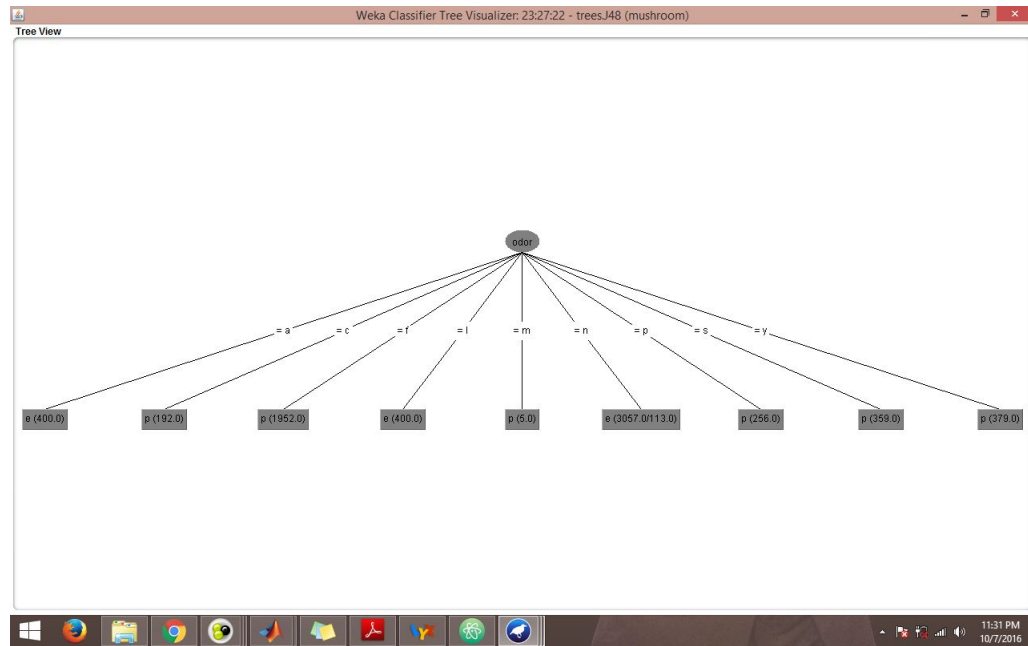 Weka Classifier Tree Visualizer: 23:27:22 - trees.J48 (mushroom)
Tree View
odor
= a = c = f = l = m = n = p = s = y
e (400.0) p (192.0) p (1952.0) e (400.0) p (5.0) e (3057.0/113.0) p (256.0) p (359.0) p (379.0)
11:31 PM
10/7/2016